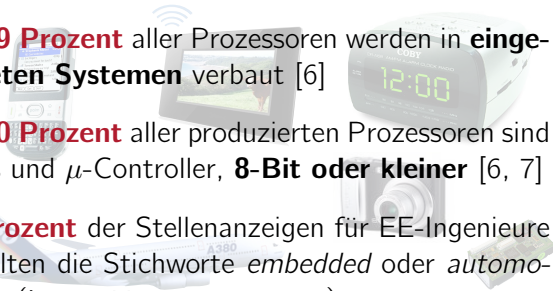 9 Prozent aller Prozessoren werden in einge-
eten Systemen verbaut [6]
0 Prozent aller produzierten Prozessoren sind
und μ-Controller, 8-Bit oder kleiner [6, 7]
rozent der Stellenanzeigen für EE-Ingenieure
lten die Stichworte embedded oder automo-
COBY
12:00
A380